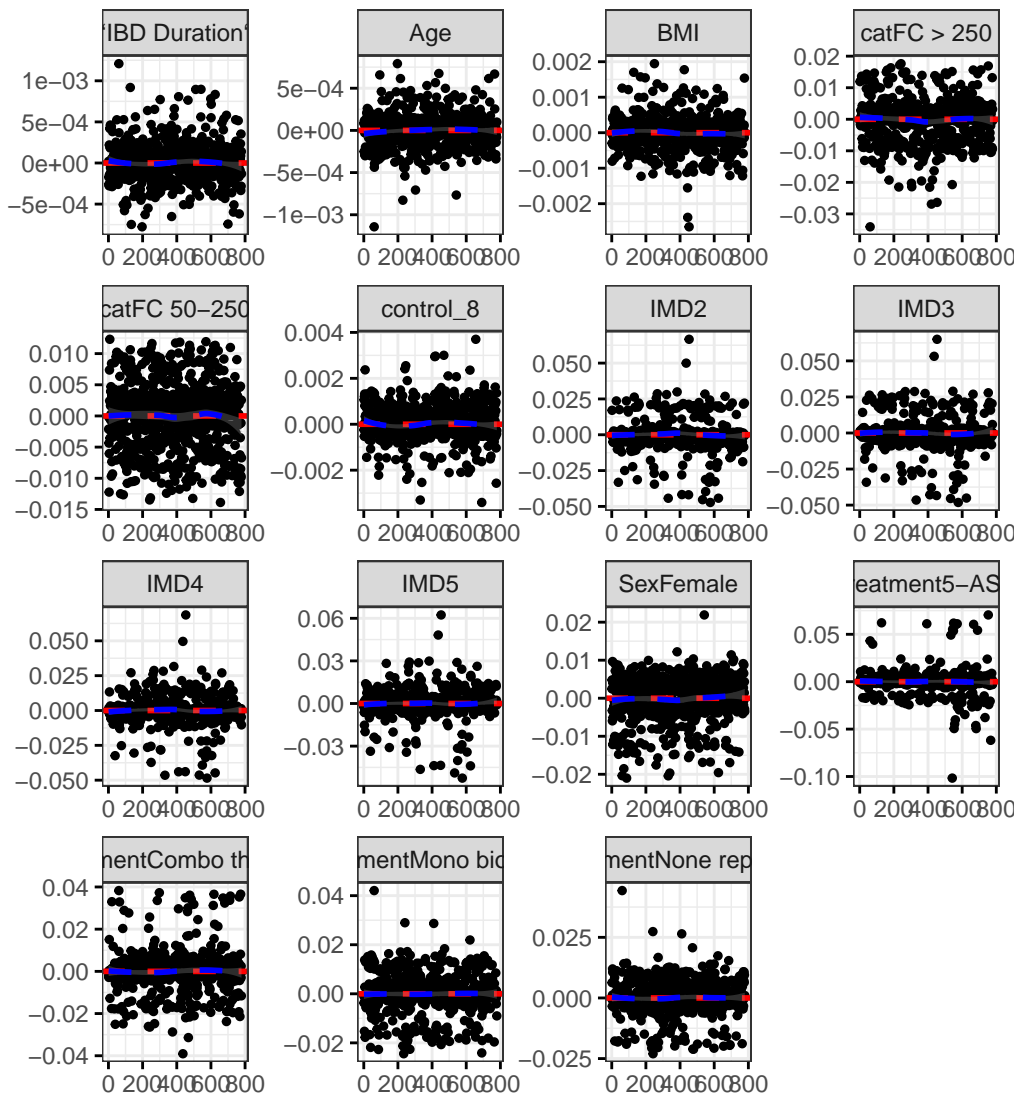 ‘IBD Duration‘
Age
BMI
catFC > 250
1e−03
5e−04
0e+00
−5e−04
0 200 400 600 800
5e−04
0e+00
−5e−04
−1e−03
0 200 400 600 800
0.002
0.001
0.000
−0.001
−0.002
0 200 400 600 800
0.02
0.01
0.00
−0.01
−0.02
−0.03
0 200 400 600 800
catFC 50−250
control_8
IMD2
IMD3
0.010
0.005
0.000
−0.005
−0.010
−0.015
0 200 400 600 800
0.004
0.002
0.000
−0.002
0 200 400 600 800
0.050
0.025
0.000
−0.025
−0.050
0 200 400 600 800
0.050
0.025
0.000
−0.025
−0.050
0 200 400 600 800
IMD4
IMD5
SexFemale
eatment5−AS
0.050
0.025
0.000
−0.025
−0.050
0 200 400 600 800
0.06
0.03
0.00
−0.03
0 200 400 600 800
0.02
0.01
0.00
−0.01
−0.02
0 200 400 600 800
0.05
0.00
−0.05
−0.10
0 200 400 600 800
mentCombo th
mentMono bio
mentNone rep
0.04
0.02
0.00
−0.02
−0.04
0 200 400 600 800
0.04
0.02
0.00
−0.02
0 200 400 600 800
0.025
0.000
−0.025
0 200 400 600 800